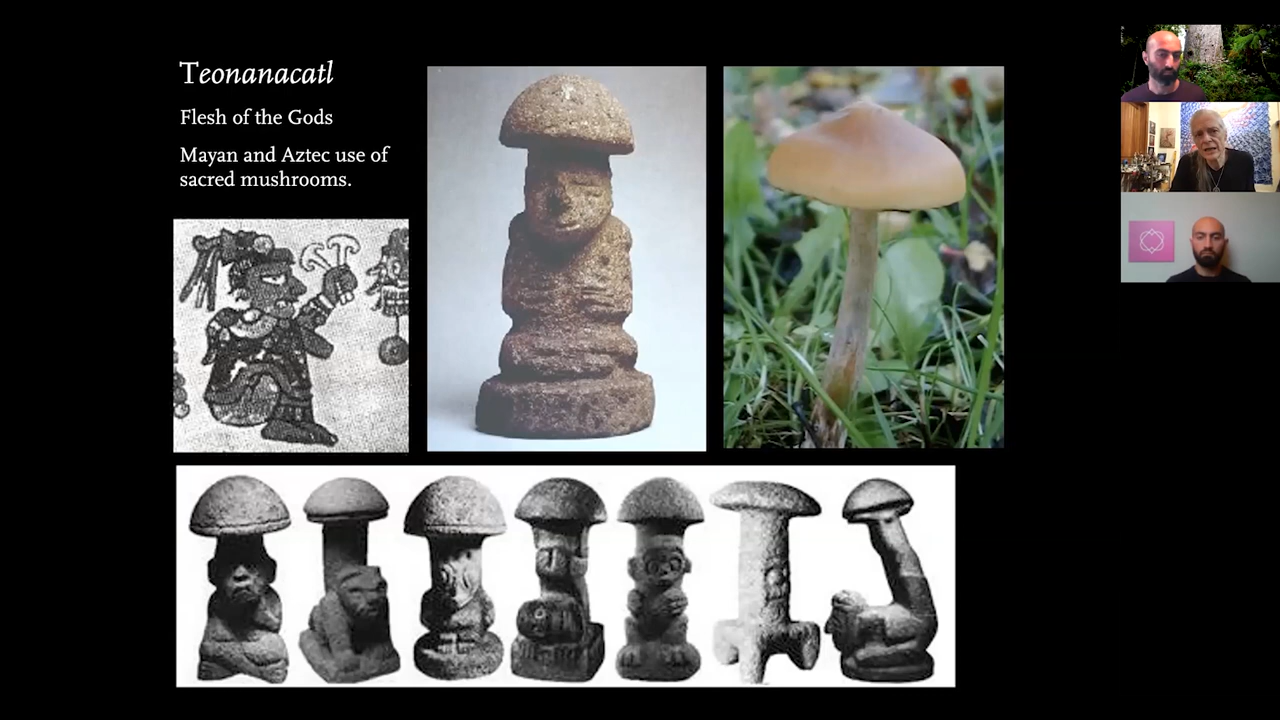 Teonanacatl
Flesh of the Gods
Mayan and Aztec use of
sacred mushrooms.